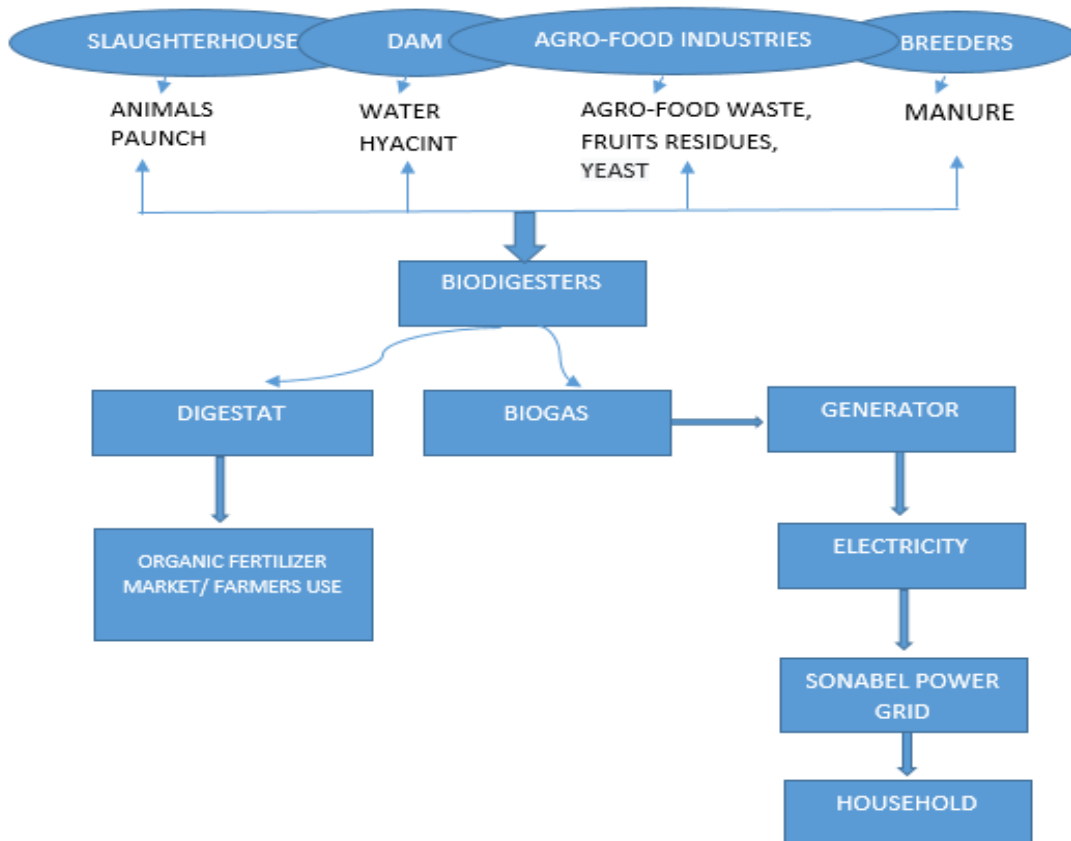 SLAUGHTERHOUSE
DAM
AGRO-FOOD INDUSTRIES
BREEDERS
ANIMALS
PAUNCH
WATER
HYACINT
AGRO-FOOD WASTE,
FRUITS RESIDUES,
YEAST
MANURE
BIODIGESTERS
DIGESTAT
BIOGAS
GENERATOR
ORGANIC FERTILIZER
MARKET/ FARMERS USE
ELECTRICITY
SONABEL POWER
GRID
HOUSEHOLD